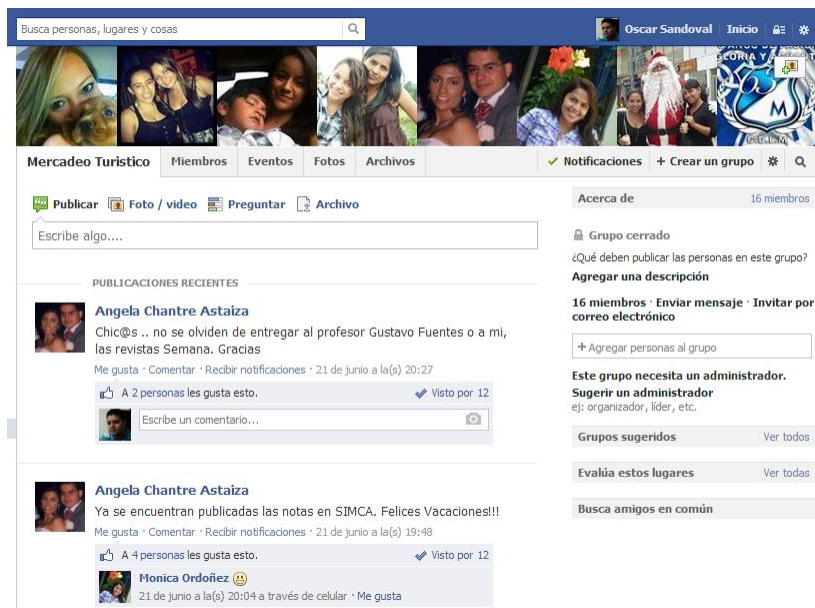 Busca personas, lugares y cosas
Oscar Sandoval Inicio
GLORIA Y
63
M
C.D.L.M
Mercadeo Turistico Miembros Eventos Fotos Archivos
Notificaciones + Crear un grupo
Publicar Foto / video Preguntar Archivo
Escribe algo....
PUBLICACIONES RECIENTES
Angela Chantre Astaiza
Chic@s .. no se olviden de entregar al profesor Gustavo Fuentes o a mi,
las revistas Semana. Gracias
Me gusta · Comentar · Recibir notificaciones · 21 de junio a la(s) 20:27
A 2 personas les gusta esto. Visto por 12
Escribe un comentario...
Angela Chantre Astaiza
Ya se encuentran publicadas las notas en SIMCA. Felices Vacaciones!!!
Me gusta · Comentar · Recibir notificaciones · 21 de junio a la(s) 19:48
A 4 personas les gusta esto. Visto por 12
Monica Ordoñez
21 de junio a la(s) 20:04 a través de celular · Me gusta
Acerca de 16 miembros
Grupo cerrado
¿Qué deben publicar las personas en este grupo?
Agregar una descripción
16 miembros · Enviar mensaje · Invitar por
correo electrónico
+ Agregar personas al grupo
Este grupo necesita un administrador.
Sugerir un administrador
ej: organizador, líder, etc.
Grupos sugeridos Ver todos
Evalúa estos lugares Ver todas
Busca amigos en común